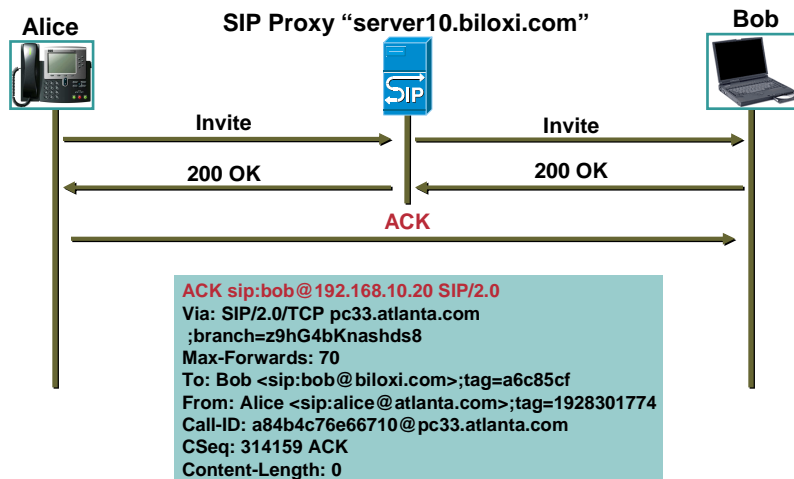 Alice
SIP Proxy “server10.biloxi.com”
Bob
SIP
Invite
Invite
200 OK
200 OK
ACK
ACK sip:bob@192.168.10.20 SIP/2.0
Via: SIP/2.0/TCP pc33.atlanta.com
;branch=z9hG4bKnashds8
Max-Forwards: 70
To: Bob <sip:bob@biloxi.com>;tag=a6c85cf
From: Alice <sip:alice@atlanta.com>;tag=1928301774
Call-ID: a84b4c76e66710@pc33.atlanta.com
CSeq: 314159 ACK
Content-Length: 0